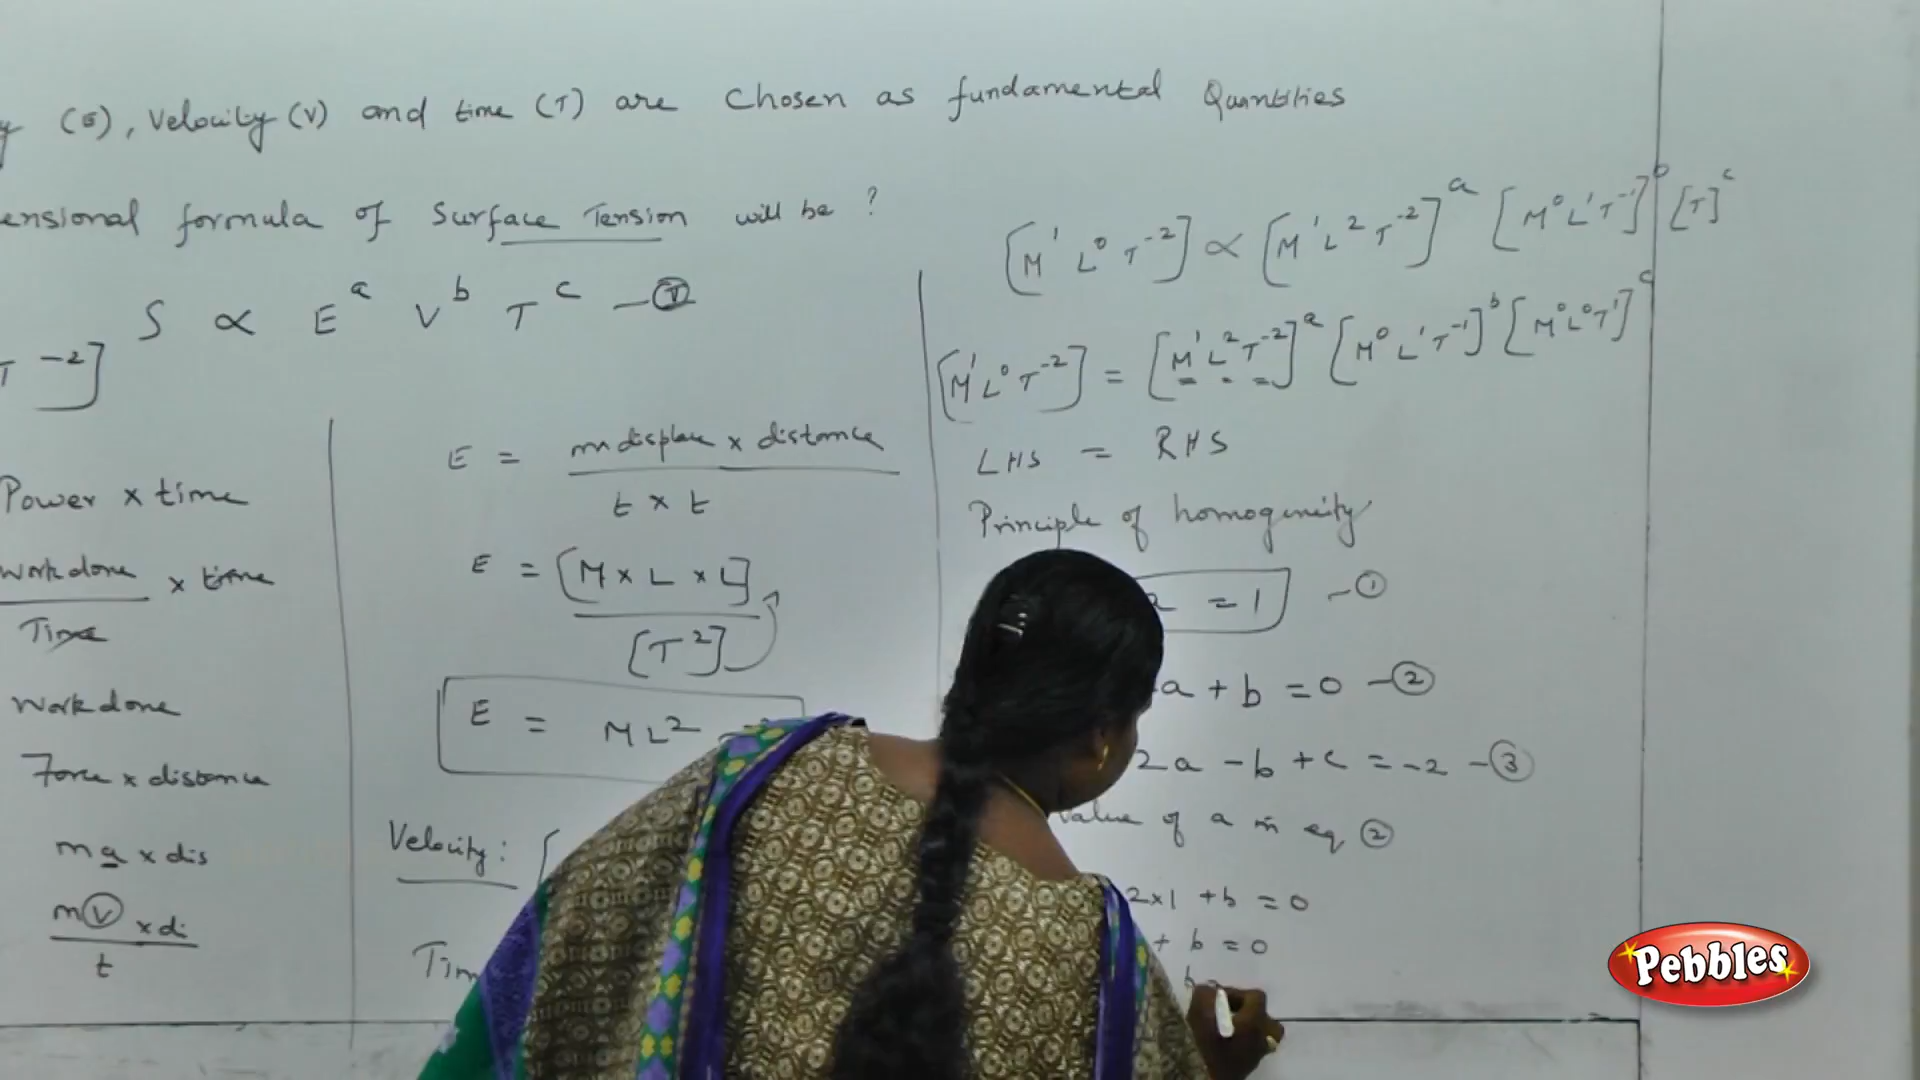 (E), Velocity (V) and time (T) are Chosen as fundamental Quantities
ensional formula of Surface Tension will be ?
S ∝ E^a V^b T^c — ①
T^-2]
Power × time
Workdone × time
Time
Workdone
Force × distance
ma × dis
m(v) × di
t
E = m displace × distance
t × t
E = [M × L × L]
[T^2]
E = ML^2
Velocity : [
Tim
[M^1 L^0 T^-2] ∝ [M^1 L^2 T^-2]^a [M^0 L^1 T^-1]^b [T]^c
[M^1 L^0 T^-2] = [M^1 L^2 T^-2]^a [M^0 L^1 T^-1]^b [M^0 L^0 T^1]^c
LHS = RHS
Principle of homogeneity
a = 1 — ①
a + b = 0 — ②
2a - b + c = -2 — ③
Value of a in eq ②
2×1 + b = 0
+ b = 0
b =
Pebbles